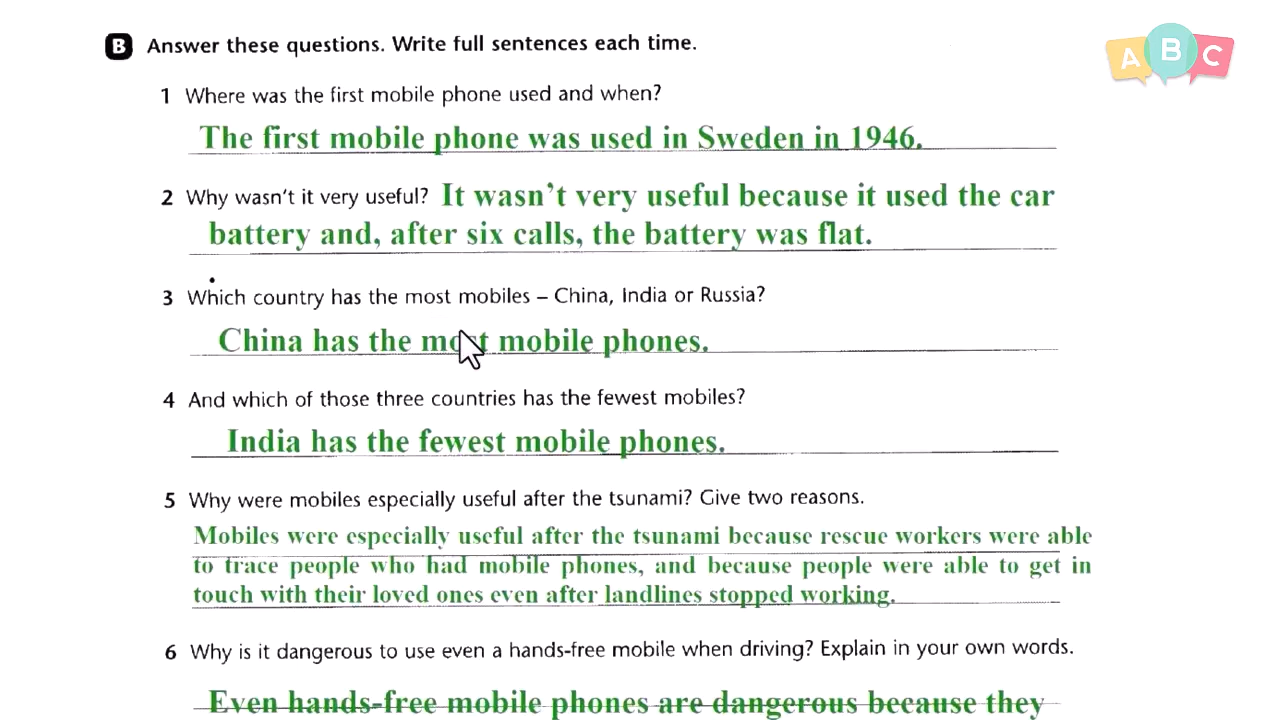 B Answer these questions. Write full sentences each time.
A B C
1 Where was the first mobile phone used and when?
The first mobile phone was used in Sweden in 1946.
2 Why wasn't it very useful? It wasn't very useful because it used the car
battery and, after six calls, the battery was flat.
3 Which country has the most mobiles – China, India or Russia?
China has the most mobile phones.
4 And which of those three countries has the fewest mobiles?
India has the fewest mobile phones.
5 Why were mobiles especially useful after the tsunami? Give two reasons.
Mobiles were especially useful after the tsunami because rescue workers were able
to trace people who had mobile phones, and because people were able to get in
touch with their loved ones even after landlines stopped working.
6 Why is it dangerous to use even a hands-free mobile when driving? Explain in your own words.
Even hands-free mobile phones are dangerous because they